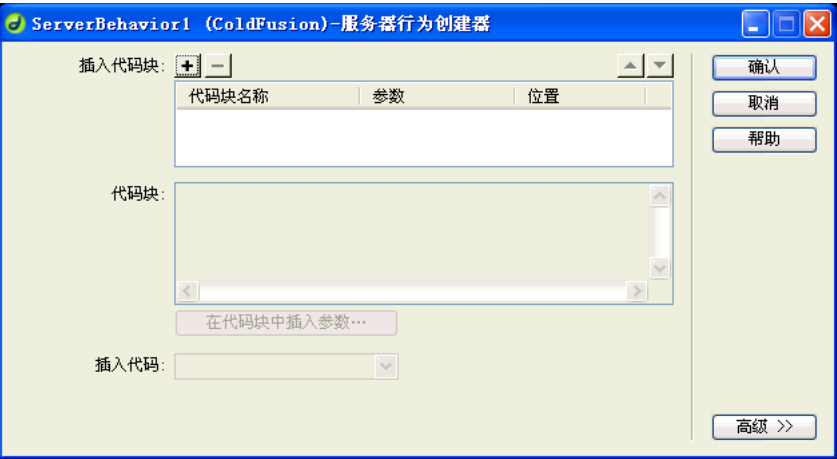 ServerBehavior1 (ColdFusion)-服务器行为创建器
插入代码块:
确认
代码块名称 参数 位置
取消
帮助
代码块:
在代码块中插入参数…
插入代码:
高级 >>